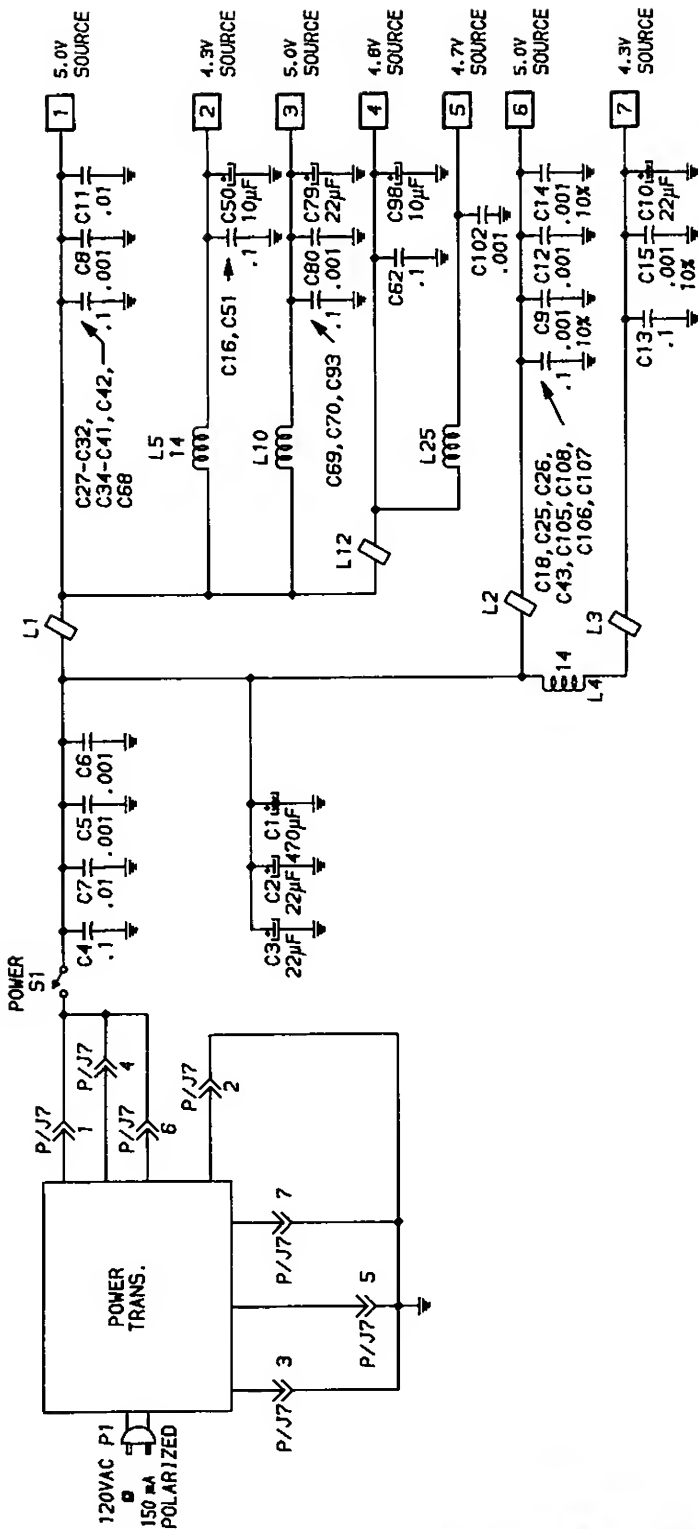 120VAC P1
@
150 mA
POLARIZED
POWER
TRANS.
P/J7
1
P/J7
4
P/J7
6
P/J7
2
P/J7 7
P/J7 5
P/J7 3
POWER
S1
C4
.1
C7
.01
C5
.001
C6
.001
C3
22µF
C2
22µF
C1
470µF
L1
C27-C32,
C34-C41, C42,
C68
.1
C8
.001
C11
.01
1
5.0V
SOURCE
L5
14
C16, C51
.1
C50
10µF
2
4.3V
SOURCE
L10
C69, C70, C93
.1
C80
.001
C79
22µF
3
5.0V
SOURCE
L12
C62
.1
C98
10µF
4
4.8V
SOURCE
L25
C102
.001
5
4.7V
SOURCE
L2
C18, C25, C26,
C43, C105, C108,
C106, C107
.1
C9
.001
10%
C12
.001
C14
.001
10%
6
5.0V
SOURCE
14
L4
L3
C13
.1
C15
.001
10%
C10
22µF
7
4.3V
SOURCE